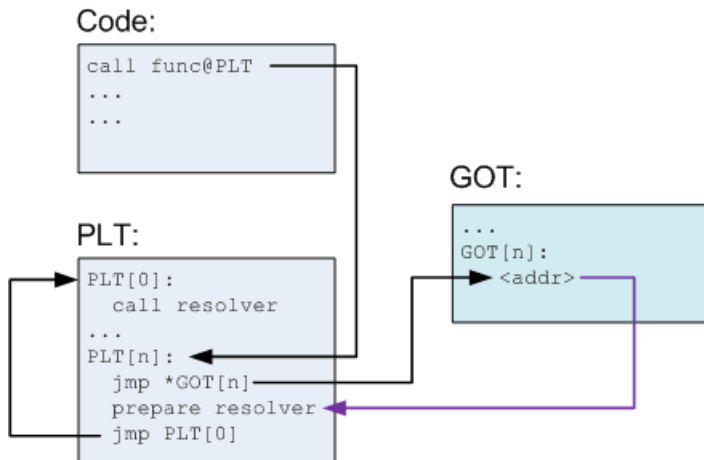 Code:
call func@PLT
...
...
GOT:
...
GOT[n]:
<addr>
PLT:
PLT[0]:
call resolver
...
PLT[n]:
jmp *GOT[n]
prepare resolver
jmp PLT[0]